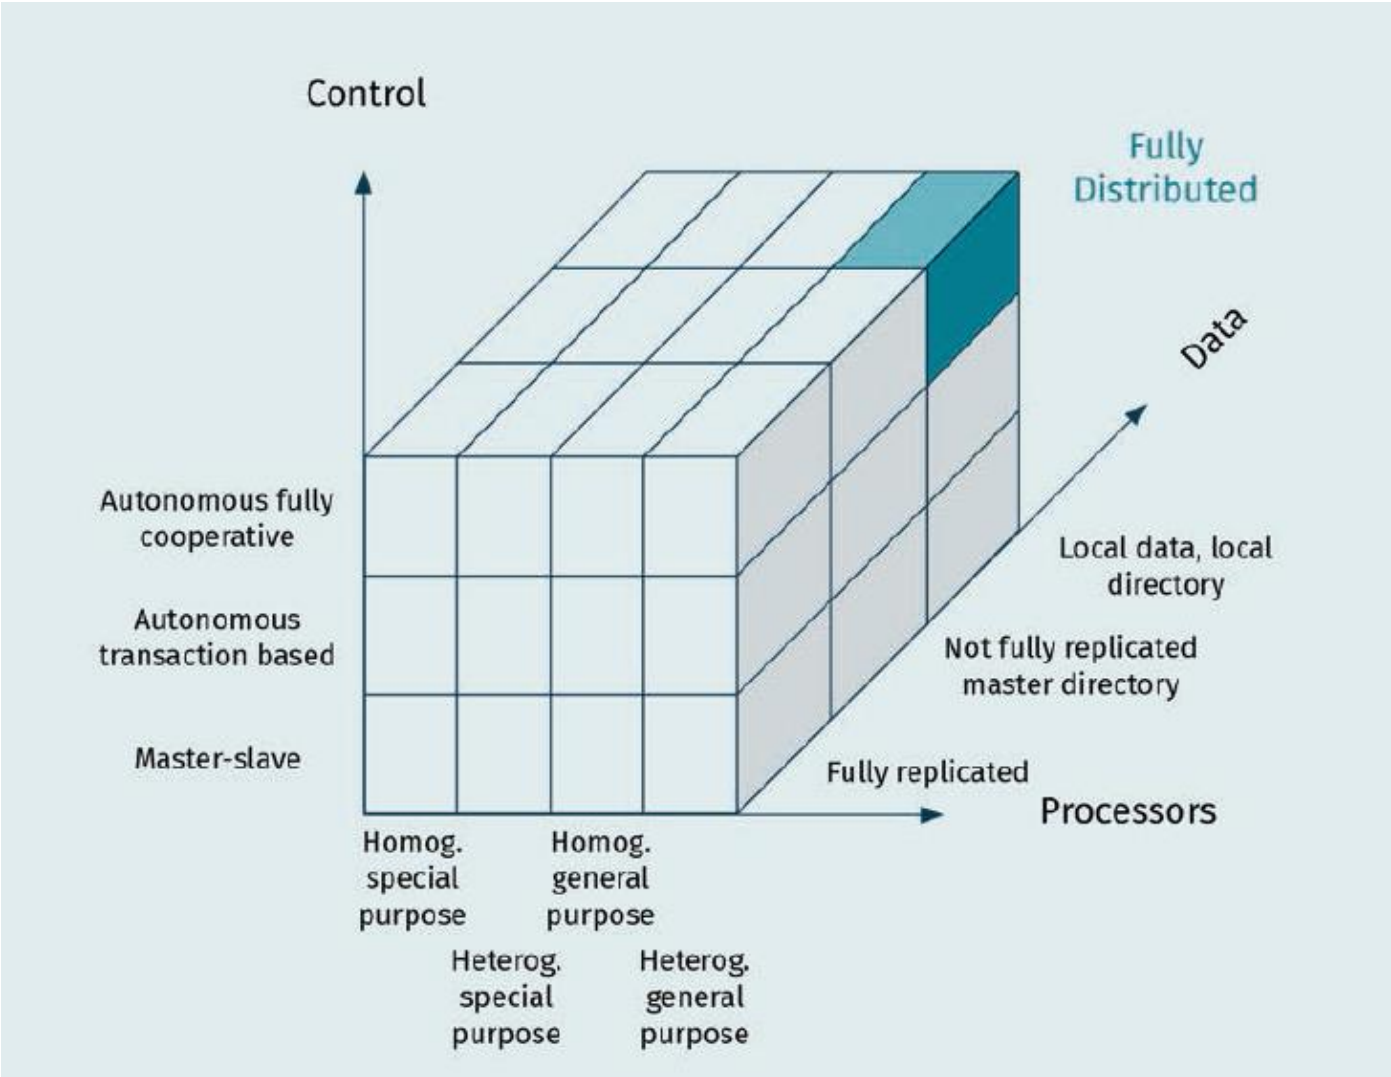 Control
Fully
Distributed
Data
Autonomous fully
cooperative
Autonomous
transaction based
Master-slave
Local data, local
directory
Not fully replicated
master directory
Fully replicated
Processors
Homog.
special
purpose
Heterog.
special
purpose
Homog.
general
purpose
Heterog.
general
purpose